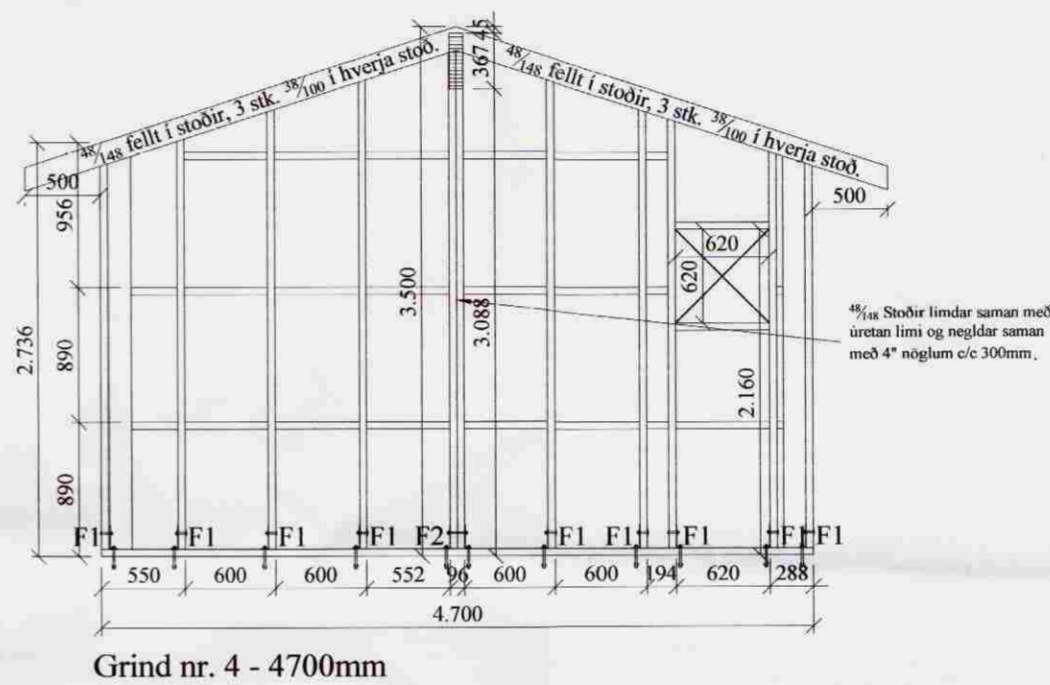 45
367
48/148 fellt í stoðir, 3 stk. 38/100 í hverja stoð.
48/148 fellt í stoðir, 3 stk. 38/100 í hverja stoð.
500
500
956
620
620
3.500
3.088
2.736
890
2.160
890
48/148 Stoðir límdar saman með
úretan lími og negldar saman
með 4" nöglum c/c 300mm.
F1 F1 F1 F1 F2 F1 F1 F1 F1 F1
550 600 600 552 96 600 600 194 620 288
4.700
Grind nr. 4 - 4700mm